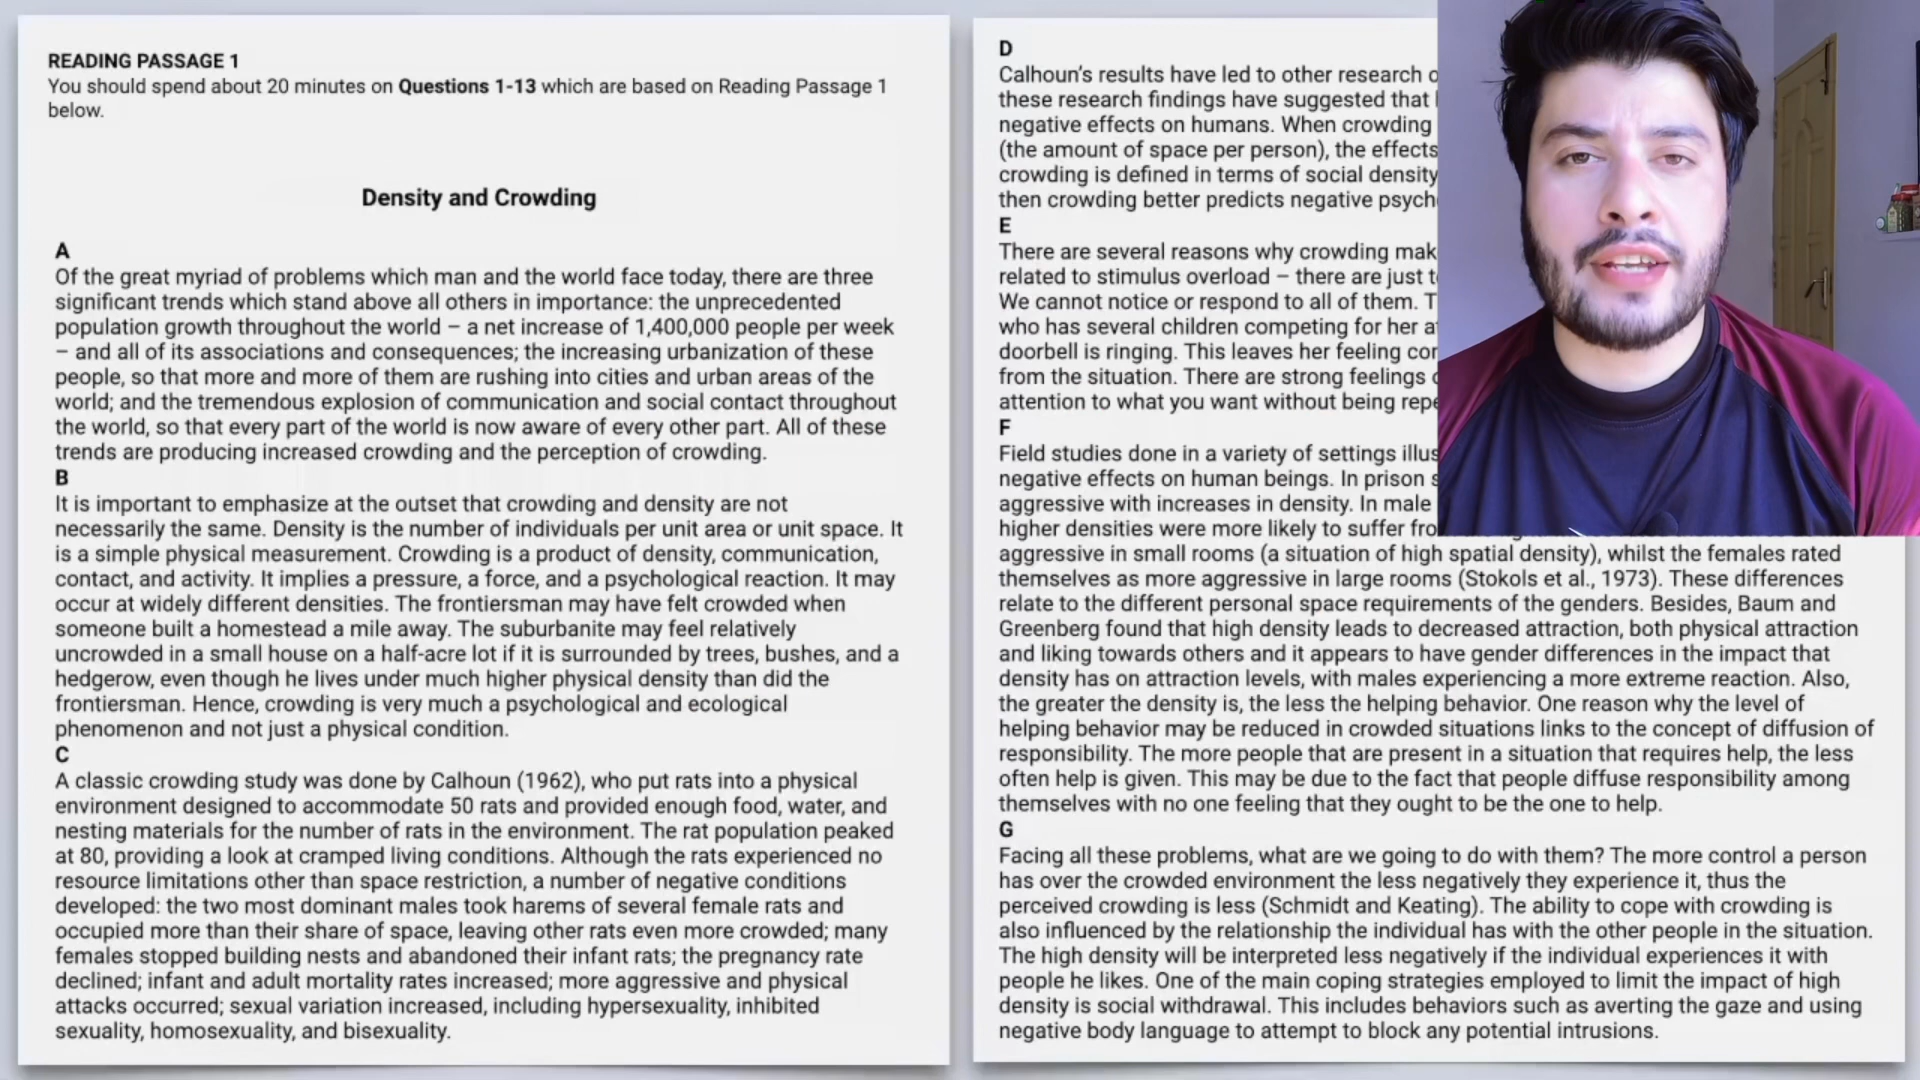 READING PASSAGE 1
You should spend about 20 minutes on Questions 1-13 which are based on Reading Passage 1
below.
Density and Crowding
A
Of the great myriad of problems which man and the world face today, there are three
significant trends which stand above all others in importance: the unprecedented
population growth throughout the world – a net increase of 1,400,000 people per week
– and all of its associations and consequences; the increasing urbanization of these
people, so that more and more of them are rushing into cities and urban areas of the
world; and the tremendous explosion of communication and social contact throughout
the world, so that every part of the world is now aware of every other part. All of these
trends are producing increased crowding and the perception of crowding.
B
It is important to emphasize at the outset that crowding and density are not
necessarily the same. Density is the number of individuals per unit area or unit space. It
is a simple physical measurement. Crowding is a product of density, communication,
contact, and activity. It implies a pressure, a force, and a psychological reaction. It may
occur at widely different densities. The frontiersman may have felt crowded when
someone built a homestead a mile away. The suburbanite may feel relatively
uncrowded in a small house on a half-acre lot if it is surrounded by trees, bushes, and a
hedgerow, even though he lives under much higher physical density than did the
frontiersman. Hence, crowding is very much a psychological and ecological
phenomenon and not just a physical condition.
C
A classic crowding study was done by Calhoun (1962), who put rats into a physical
environment designed to accommodate 50 rats and provided enough food, water, and
nesting materials for the number of rats in the environment. The rat population peaked
at 80, providing a look at cramped living conditions. Although the rats experienced no
resource limitations other than space restriction, a number of negative conditions
developed: the two most dominant males took harems of several female rats and
occupied more than their share of space, leaving other rats even more crowded; many
females stopped building nests and abandoned their infant rats; the pregnancy rate
declined; infant and adult mortality rates increased; more aggressive and physical
attacks occurred; sexual variation increased, including hypersexuality, inhibited
sexuality, homosexuality, and bisexuality.
D
Calhoun's results have led to other research
these research findings have suggested that
negative effects on humans. When crowding
(the amount of space per person), the effects
crowding is defined in terms of social density
then crowding better predicts negative
E
There are several reasons why crowding
related to stimulus overload – there are just
We cannot notice or respond to all of them.
who has several children competing for her
doorbell is ringing. This leaves her feeling
from the situation. There are strong feelings
attention to what you want without being
F
Field studies done in a variety of settings
negative effects on human beings. In prison
aggressive with increases in density. In male
higher densities were more likely to suffer
aggressive in small rooms (a situation of high spatial density), whilst the females rated
themselves as more aggressive in large rooms (Stokols et al., 1973). These differences
relate to the different personal space requirements of the genders. Besides, Baum and
Greenberg found that high density leads to decreased attraction, both physical attraction
and liking towards others and it appears to have gender differences in the impact that
density has on attraction levels, with males experiencing a more extreme reaction. Also,
the greater the density is, the less the helping behavior. One reason why the level of
helping behavior may be reduced in crowded situations links to the concept of diffusion of
responsibility. The more people that are present in a situation that requires help, the less
often help is given. This may be due to the fact that people diffuse responsibility among
themselves with no one feeling that they ought to be the one to help.
G
Facing all these problems, what are we going to do with them? The more control a person
has over the crowded environment the less negatively they experience it, thus the
perceived crowding is less (Schmidt and Keating). The ability to cope with crowding is
also influenced by the relationship the individual has with the other people in the situation.
The high density will be interpreted less negatively if the individual experiences it with
people he likes. One of the main coping strategies employed to limit the impact of high
density is social withdrawal. This includes behaviors such as averting the gaze and using
negative body language to attempt to block any potential intrusions.